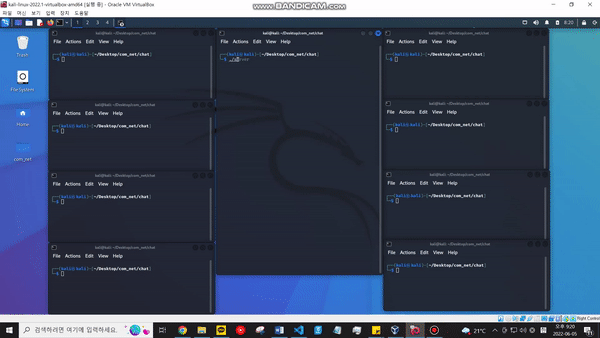 kali-linux-2022.1-virtualbox-amd64 [실행 중] - Oracle VM VirtualBox
파일 머신 보기 입력 장치 도움말
WWW.BANDICAM.COM
1 2 3 4
8:20
Trash
File System
Home
com_net
kali@kali:~/Desktop/com_net/chat
File Actions Edit View Help
(kali㉿kali)-[~/Desktop/com_net/chat]
$
kali@kali:~/Desktop/com_net/chat
File Actions Edit View Help
(kali㉿kali)-[~/Desktop/com_net/chat]
$
kali@kali:~/Desktop/com_net/chat
File Actions Edit View Help
(kali㉿kali)-[~/Desktop/com_net/chat]
$
kali@kali:~/Desktop/com_net/chat
File Actions Edit View Help
(kali㉿kali)-[~/Desktop/com_net/chat]
$
kali@kali:~/Desktop/com_net/chat
File Actions Edit View Help
(kali㉿kali)-[~/Desktop/com_net/chat]
$
kali@kali:~/Desktop/com_net/chat
File Actions Edit View Help
(kali㉿kali)-[~/Desktop/com_net/chat]
$
kali@kali:~/Desktop/com_net/chat
File Actions Edit View Help
(kali㉿kali)-[~/Desktop/com_net/chat]
$
kali@kali:~/Desktop/com_net/chat
File Actions Edit View Help
(kali㉿kali)-[~/Desktop/com_net/chat]
$
kali@kali:~/Desktop/com_net/chat
File Actions Edit View Help
(kali㉿kali)-[~/Desktop/com_net/chat]
$
Right Control
검색하려면 여기에 입력하세요.
21℃
오후 9:20
2022-06-05